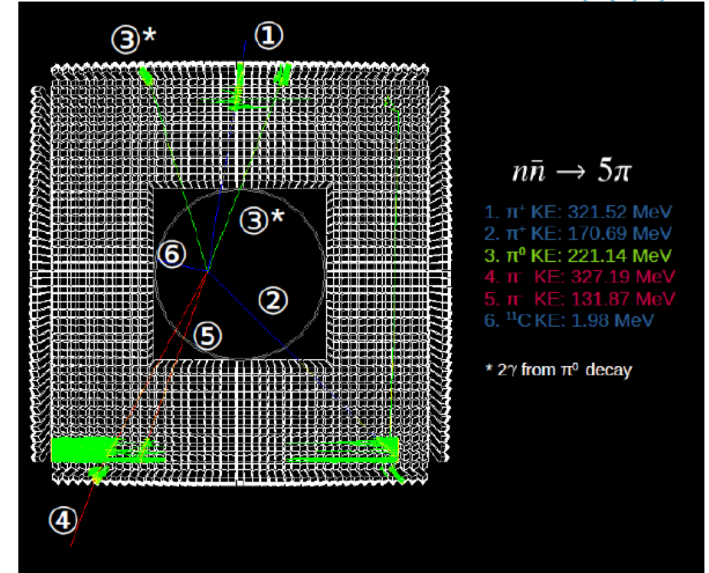 ③*
①
③*
⑥
②
⑤
④
nn̄ → 5π
1. π⁺ KE: 321.52 MeV
2. π⁺ KE: 170.69 MeV
3. π⁰ KE: 221.14 MeV
4. π⁻ KE: 327.19 MeV
5. π⁻ KE: 131.87 MeV
6. ¹¹C KE: 1.98 MeV
* 2γ from π⁰ decay